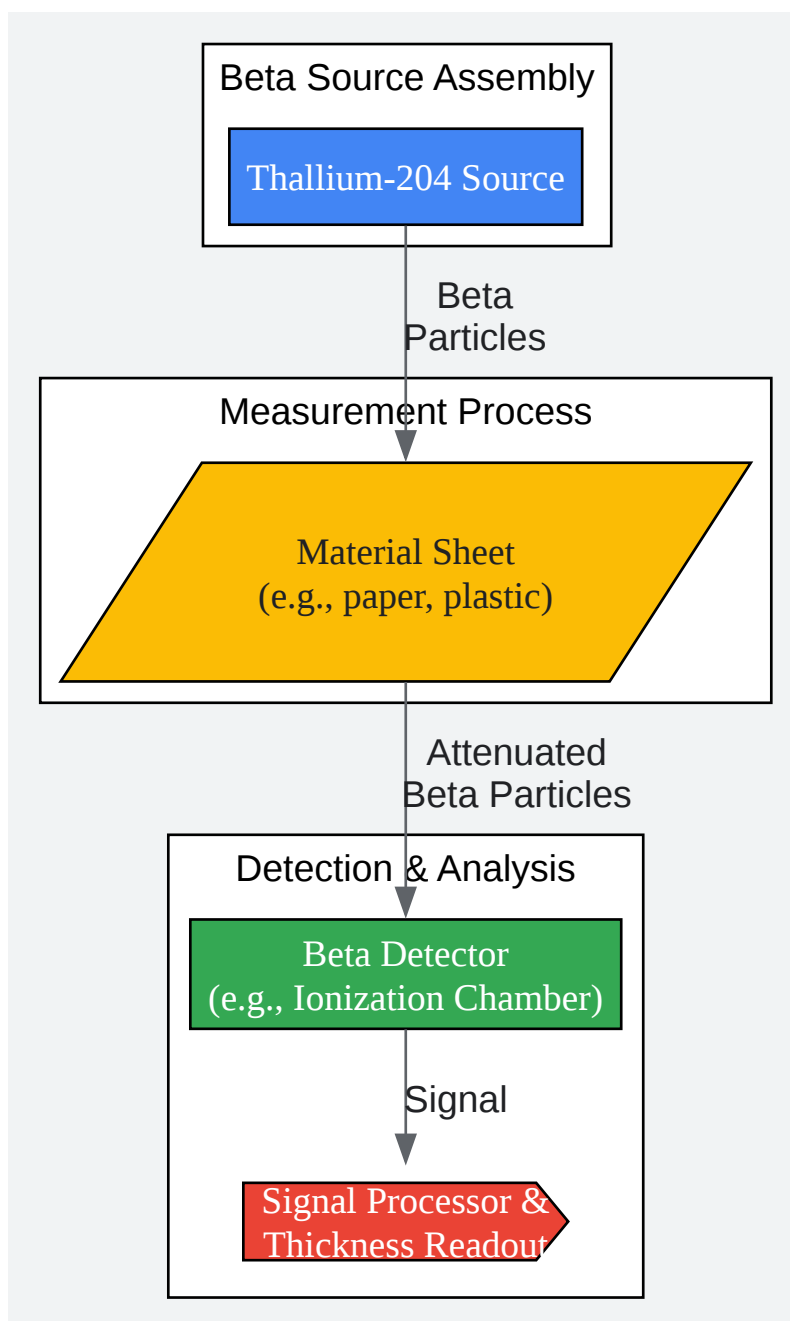 Beta Source Assembly
Thallium-204 Source
Beta
Particles
Measurement Process
Material Sheet
(e.g., paper, plastic)
Attenuated
Beta Particles
Detection & Analysis
Beta Detector
(e.g., Ionization Chamber)
Signal
Signal Processor &
Thickness Readout